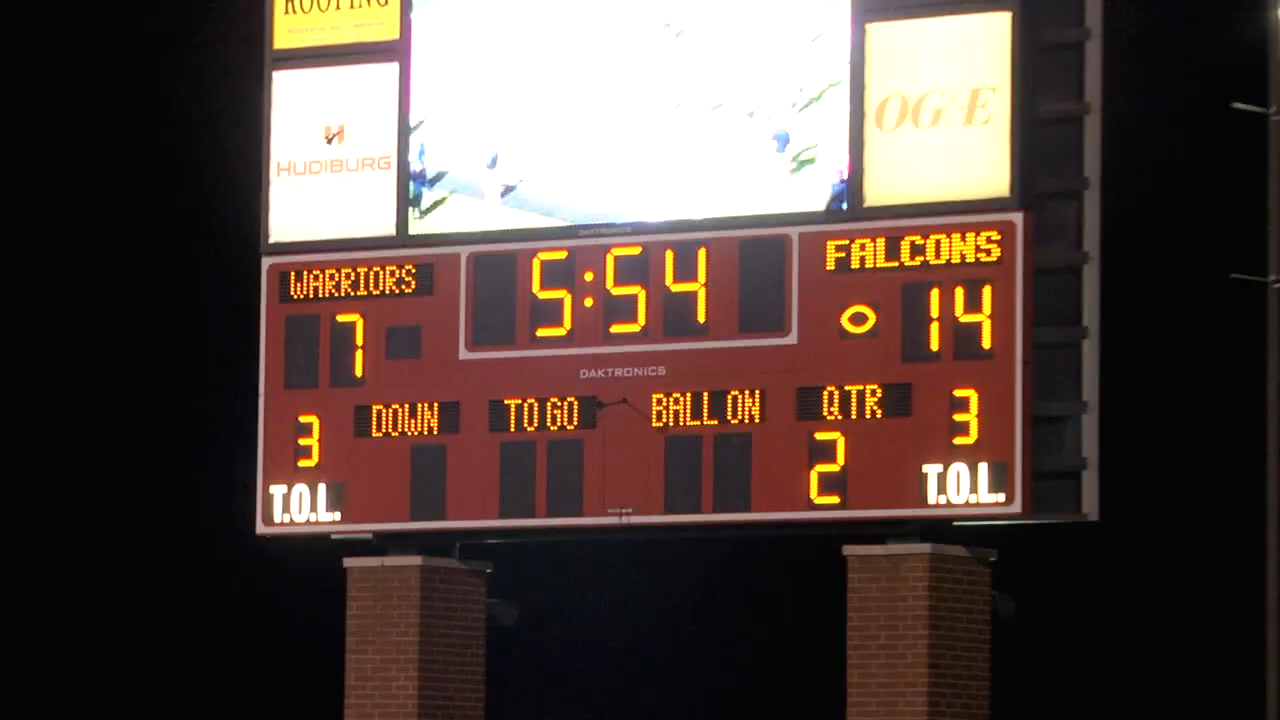 ROOFING
HUDIBURG
OG&E
DAKTRONICS
WARRIORS
5:54
FALCONS
7
14
DAKTRONICS
DOWN
TO GO
BALL ON
QTR
3
2
3
T.O.L.
T.O.L.